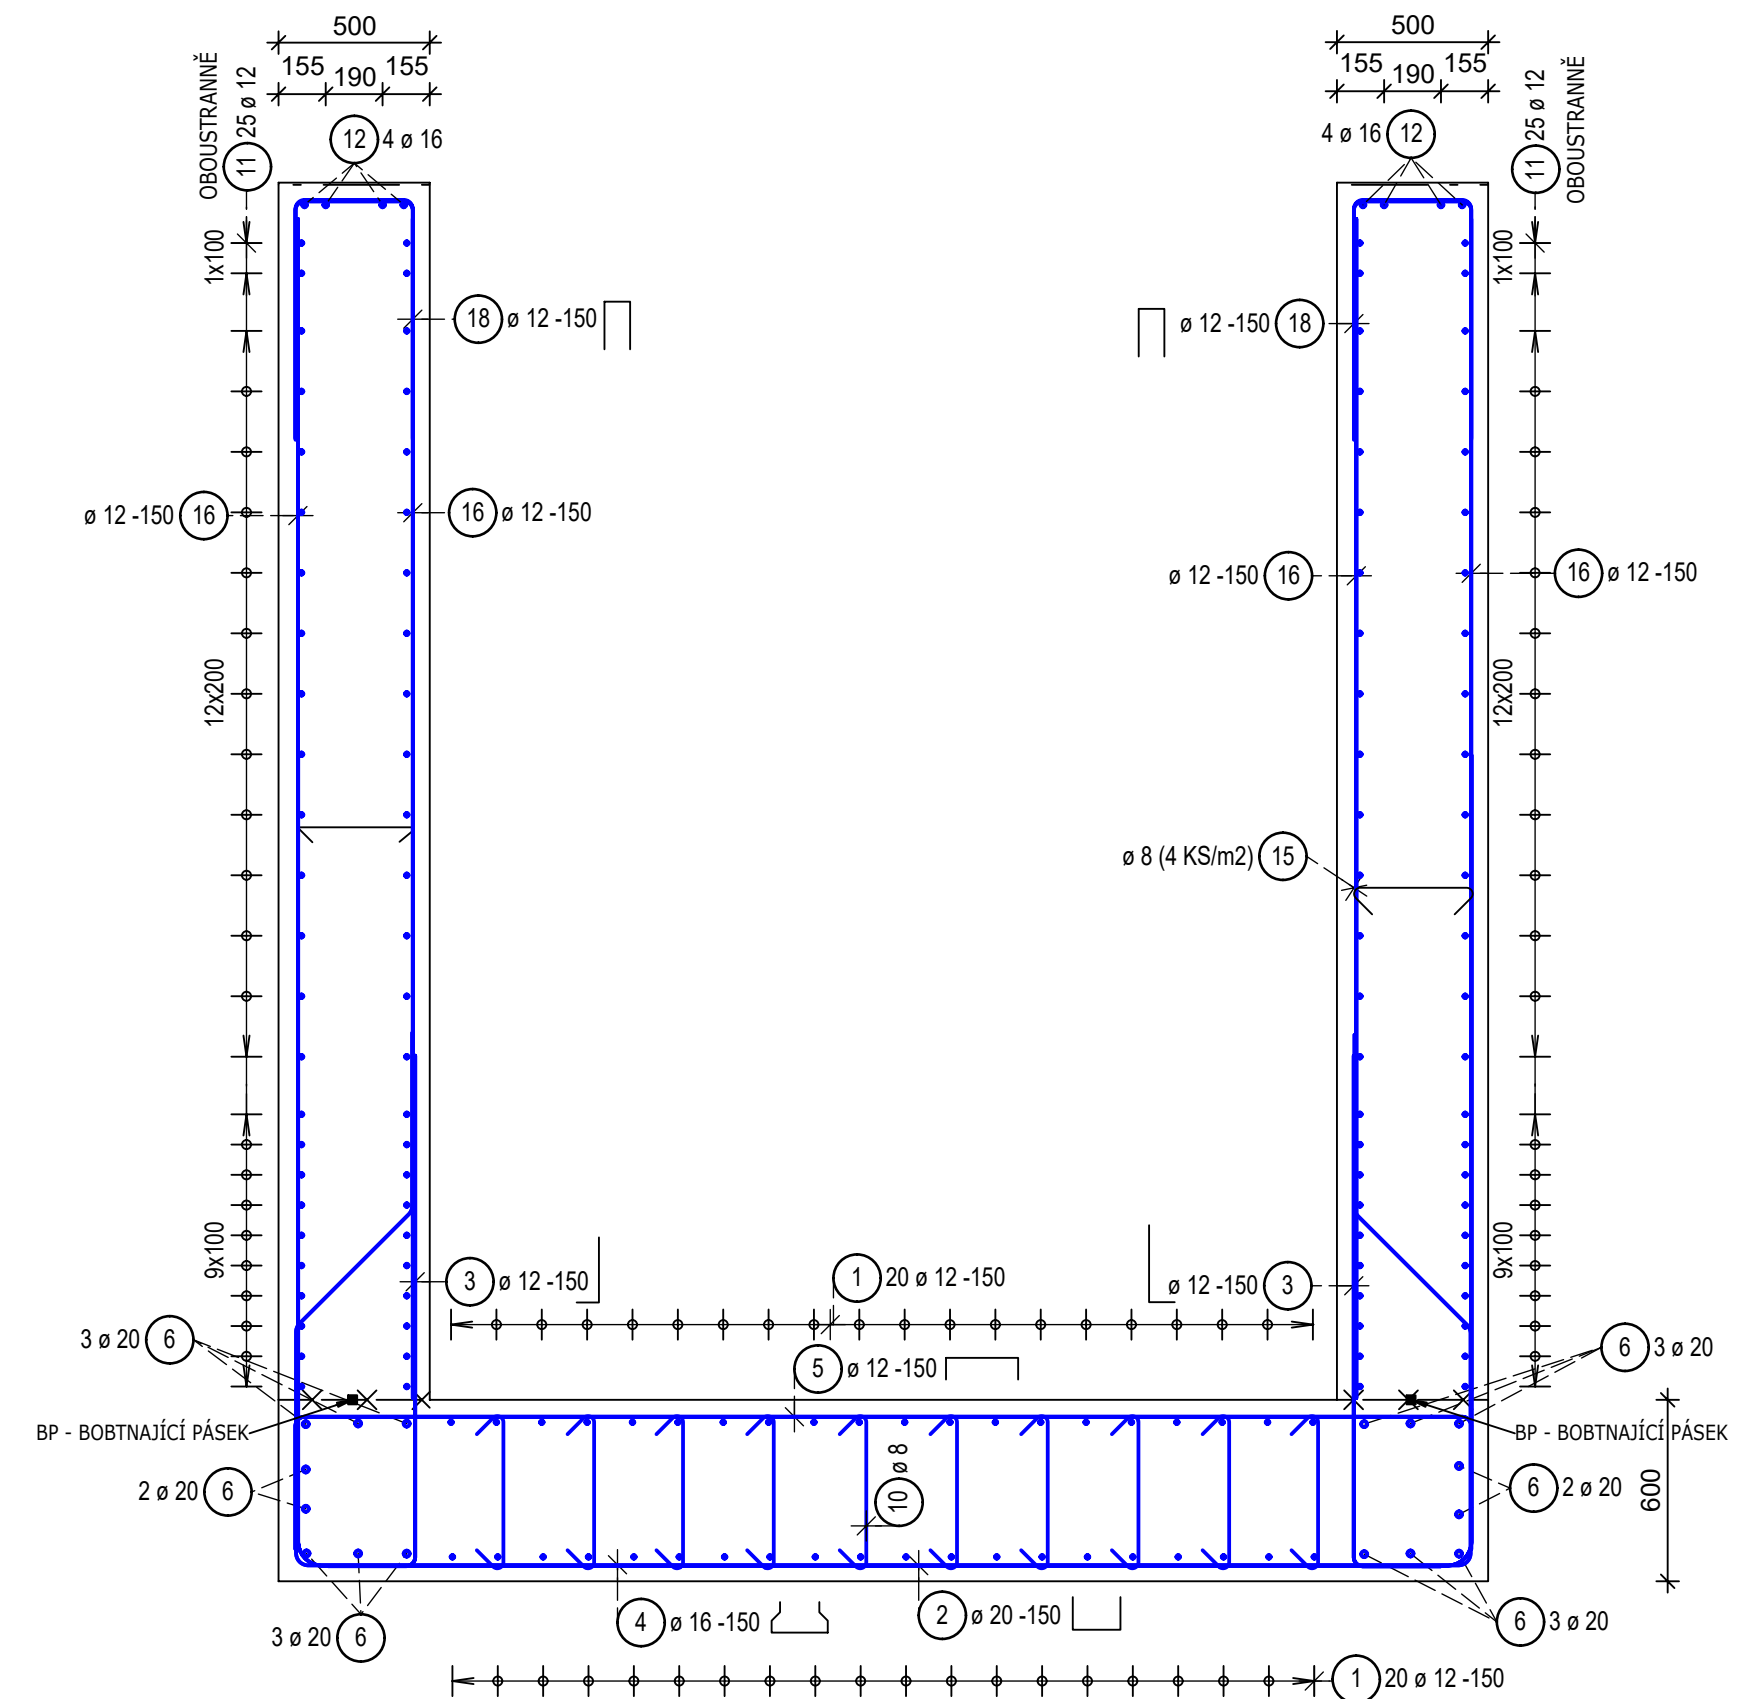 500
500
155 190 155
155 190 155
OBOUSTRANNĚ
11 25 ø 12
12 4 ø 16
4 ø 16 12
11 25 ø 12
OBOUSTRANNĚ
1x100
1x100
18 ø 12 -150
ø 12 -150 18
ø 12 -150 16
16 ø 12 -150
ø 12 -150 16
16 ø 12 -150
12x200
12x200
ø 8 (4 KS/m2) 15
9x100
9x100
3 ø 12 -150
1 20 ø 12 -150
ø 12 -150 3
3 ø 20 6
6 3 ø 20
5 ø 12 -150
BP - BOBTNAJÍCÍ PÁSEK
BP - BOBTNAJÍCÍ PÁSEK
2 ø 20 6
10 ø 8
6 2 ø 20
600
3 ø 20 6
4 ø 16 -150
2 ø 20 -150
6 3 ø 20
1 20 ø 12 -150